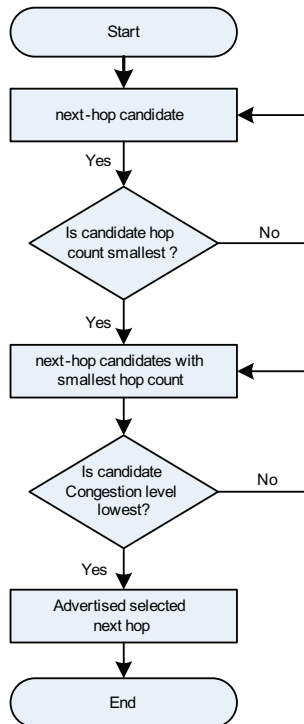 Start
next-hop candidate
Yes
Is candidate hop
count smallest ?
No
Yes
next-hop candidates with
smallest hop count
Is candidate
Congestion level
lowest?
No
Yes
Advertised selected
next hop
End